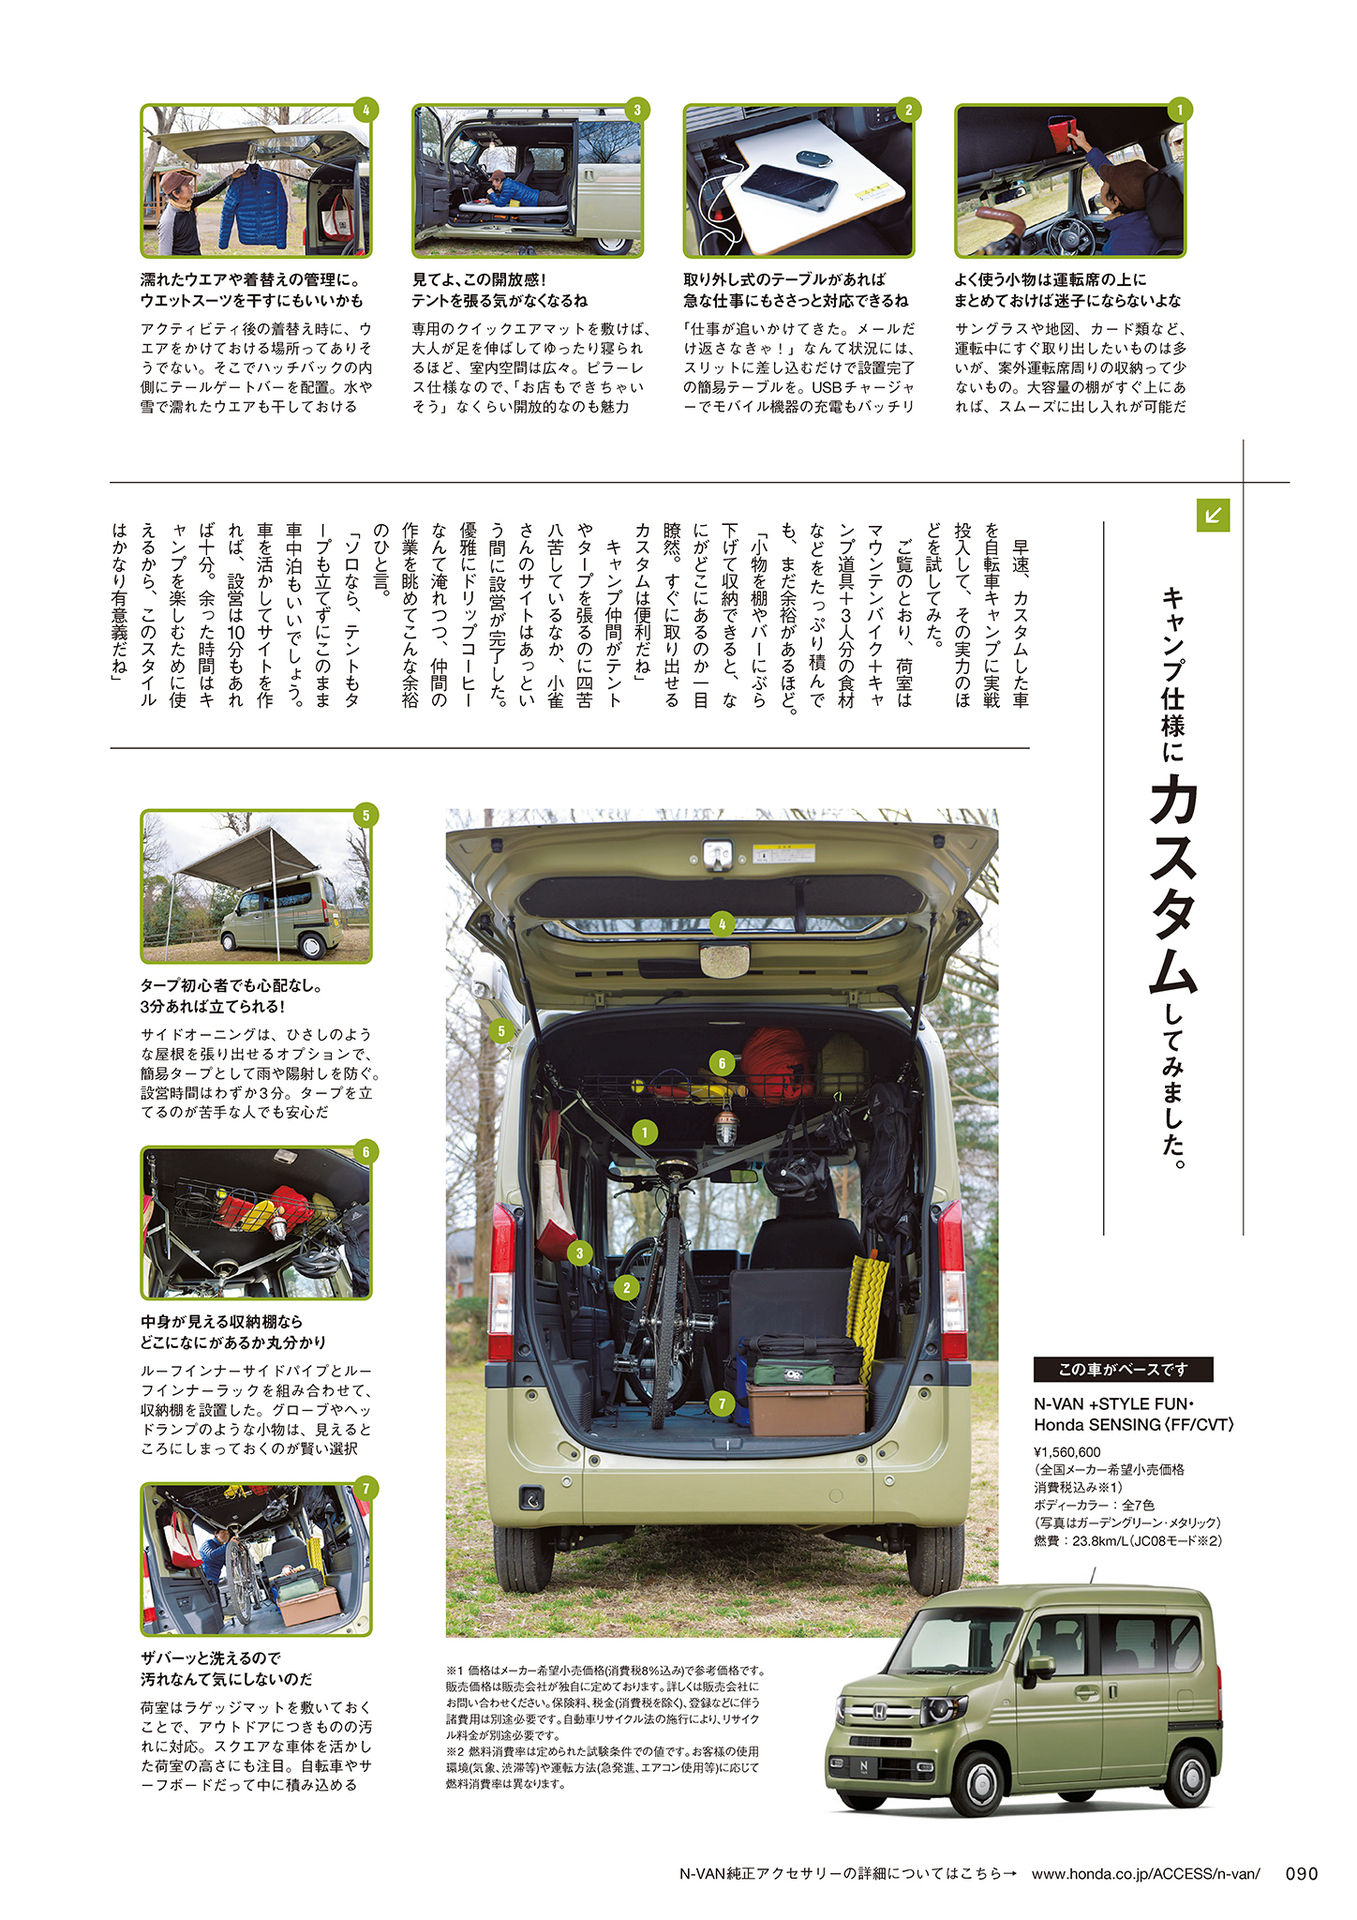 1
よく使う小物は運転席の上に
まとめておけば迷子にならないよな
サングラスや地図、カード類など、
運転中にすぐ取り出したいものは多
いが、案外運転席周りの収納って少
ないもの。大容量の棚がすぐ上にあ
れば、スムーズに出し入れが可能だ
2
取り外し式のテーブルがあれば
急な仕事にもささっと対応できるね
「仕事が追いかけてきた。メールだ
け返さなきゃ！」なんて状況には、
スリットに差し込むだけで設置完了
の簡易テーブルを。USBチャージャ
ーでモバイル機器の充電もバッチリ
3
見てよ、この開放感！
テントを張る気がなくなるね
専用のクイックエアマットを敷けば、
大人が足を伸ばしてゆったり寝られ
るほど、室内空間は広々。ピラーレ
ス仕様なので、「お店もできちゃい
そう」なくらい開放的なのも魅力
4
濡れたウエアや着替えの管理に。
ウエットスーツを干すにもいいかも
アクティビティ後の着替え時に、ウ
エアをかけておける場所ってありそ
うでない。そこでハッチバックの内
側にテールゲートバーを配置。水や
雪で濡れたウエアも干しておける
キャンプ仕様にカスタムしてみました。
早速、カスタムした車
を自転車キャンプに実戦
投入して、その実力のほ
どを試してみた。
ご覧のとおり、荷室は
マウンテンバイク＋キャ
ンプ道具＋3人分の食材
などをたっぷり積んで
も、まだ余裕があるほど。
「小物を棚やバーにぶら
下げて収納できると、な
にがどこにあるのか一目
瞭然。すぐに取り出せる
カスタムは便利だね」
キャンプ仲間がテント
やタープを張るのに四苦
八苦しているなか、小雀
さんのサイトはあっとい
う間に設営が完了した。
優雅にドリップコーヒー
なんて淹れつつ、仲間の
作業を眺めてこんな余裕
のひと言。
「ソロなら、テントもタ
ープも立てずにこのまま
車中泊もいいでしょう。
車を活かしてサイトを作
れば、設営は10分もあれ
ば十分。余った時間はキ
ャンプを楽しむために使
えるから、このスタイル
はかなり有意義だね」
5
タープ初心者でも心配なし。
3分あれば立てられる！
サイドオーニングは、ひさしのよう
な屋根を張り出せるオプションで、
簡易タープとして雨や陽射しを防ぐ。
設営時間はわずか3分。タープを立
てるのが苦手な人でも安心だ
6
中身が見える収納棚なら
どこになにがあるか丸分かり
ルーフインナーサイドパイプとルー
フインナーラックを組み合わせて、
収納棚を設置した。グローブやヘッ
ドランプのような小物は、見えると
ころにしまっておくのが賢い選択
7
ザバーッと洗えるので
汚れなんて気にしないのだ
荷室はラゲッジマットを敷いておく
ことで、アウトドアにつきものの汚
れに対応。スクエアな車体を活かし
た荷室の高さにも注目。自転車やサ
ーフボードだって中に積み込める
4
5
6
1
3
2
7
この車がベースです
N-VAN +STYLE FUN・
Honda SENSING〈FF/CVT〉
¥1,560,600
（全国メーカー希望小売価格
消費税込み※1）
ボディーカラー：全7色
（写真はガーデングリーン・メタリック）
燃費：23.8km/L（JC08モード※2）
※1 価格はメーカー希望小売価格(消費税8%込み)で参考価格です。
販売価格は販売会社が独自に定めております。詳しくは販売会社に
お問い合わせください。保険料、税金(消費税を除く)、登録などに伴う
諸費用は別途必要です。自動車リサイクル法の施行により、リサイク
ル料金が別途必要です。
※2 燃料消費率は定められた試験条件での値です。お客様の使用
環境(気象、渋滞等)や運転方法(急発進、エアコン使用等)に応じて
燃料消費率は異なります。
N-VAN純正アクセサリーの詳細についてはこちら→ www.honda.co.jp/ACCESS/n-van/ 090